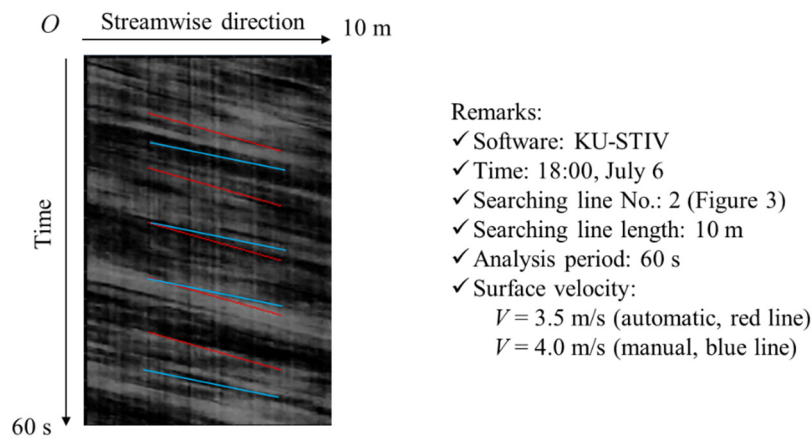 O Streamwise direction 10 m
Time
60 s
Remarks:
✓ Software: KU-STIV
✓ Time: 18:00, July 6
✓ Searching line No.: 2 (Figure 3)
✓ Searching line length: 10 m
✓ Analysis period: 60 s
✓ Surface velocity:
V = 3.5 m/s (automatic, red line)
V = 4.0 m/s (manual, blue line)